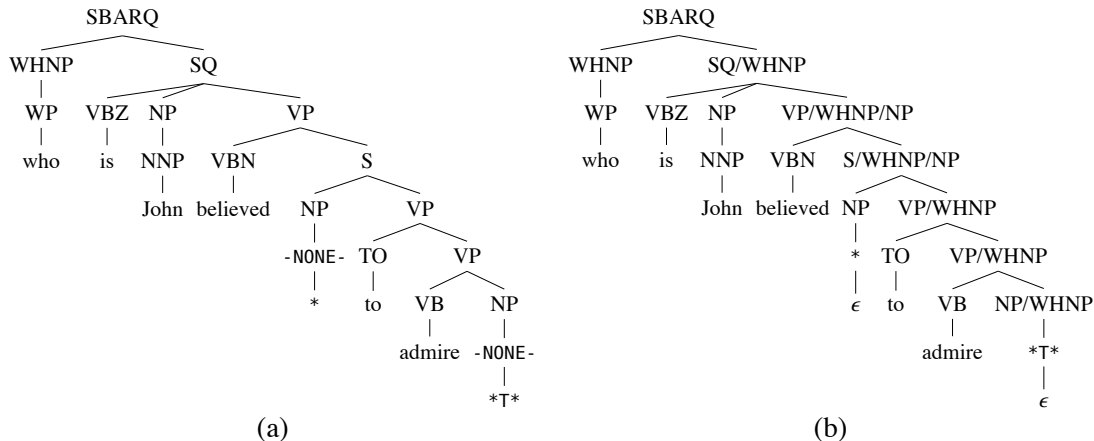 SBARQ SBARQ
WHNP SQ WHNP SQ/WHNP
WP VBZ NP VP WP VBZ NP VP/WHNP/NP
who is NNP VBN S who is NNP VBN S/WHNP/NP
John believed NP VP John believed NP VP/WHNP
-NONE- TO VP * TO VP/WHNP
* to VB NP ϵ to VB NP/WHNP
admire -NONE- admire *T*
*T* ϵ
(a) (b)